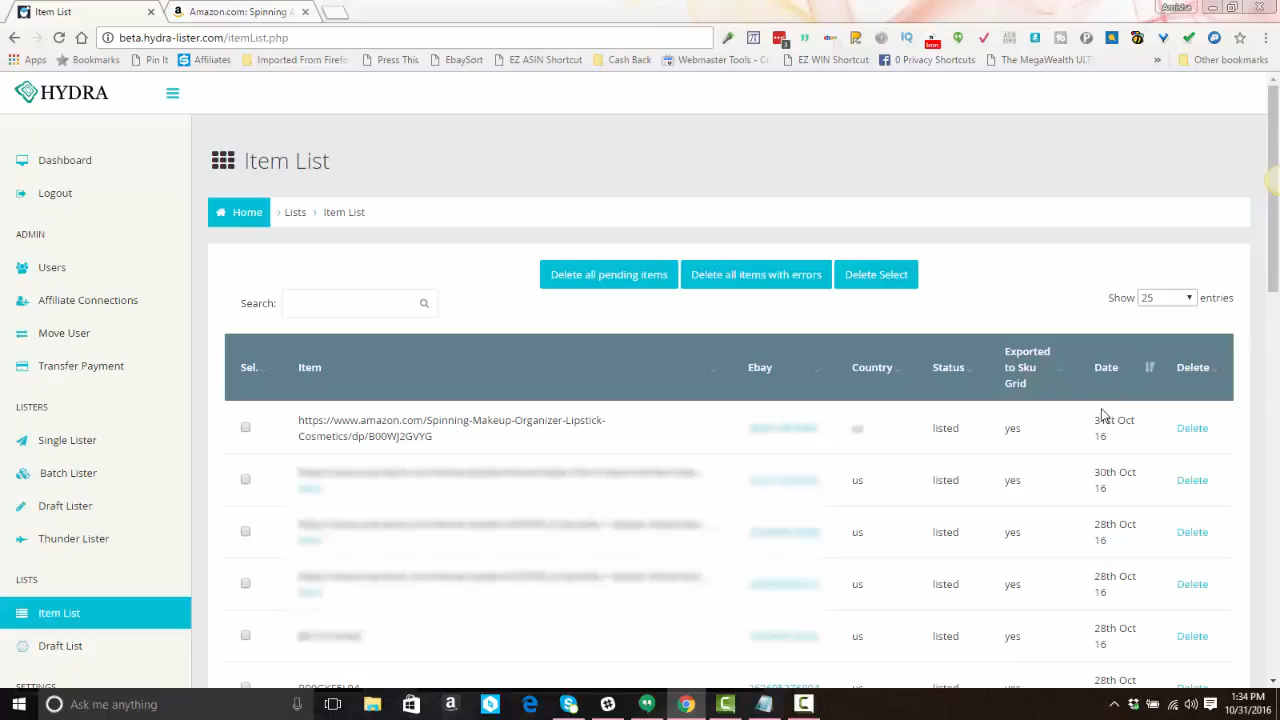 Item List
Amazon.com: Spinning
Amisha
beta.hydra-lister.com/itemList.php
Apps
Bookmarks
Pin It
Affiliates
Imported From Firefo
Press This
EbaySoft
EZ ASIN Shortcut
Cash Back
Webmaster Tools - C
EZ WIN Shortcut
0 Privacy Shortcuts
The MegaWealth ULTI
»
Other bookmarks
HYDRA
Dashboard
Logout
ADMIN
Users
Affiliate Connections
Move User
Transfer Payment
LISTERS
Single Lister
Batch Lister
Draft Lister
Thunder Lister
LISTS
Item List
Draft List
SETTINGS
Item List
Home › Lists › Item List
Delete all pending items
Delete all items with errors
Delete Select
Search:
Show 25 entries
Sel.
Item
Ebay
Country
Status
Exported
to Sku
Grid
Date
Delete
https://www.amazon.com/Spinning-Makeup-Organizer-Lipstick-
Cosmetics/dp/B00WJ2GVYG
listed
yes
Oct
16
Delete
us
listed
yes
30th Oct
16
Delete
us
listed
yes
28th Oct
16
Delete
us
listed
yes
28th Oct
16
Delete
us
listed
yes
28th Oct
16
Delete
28th Oct
Ask me anything
1:34 PM
10/31/2016